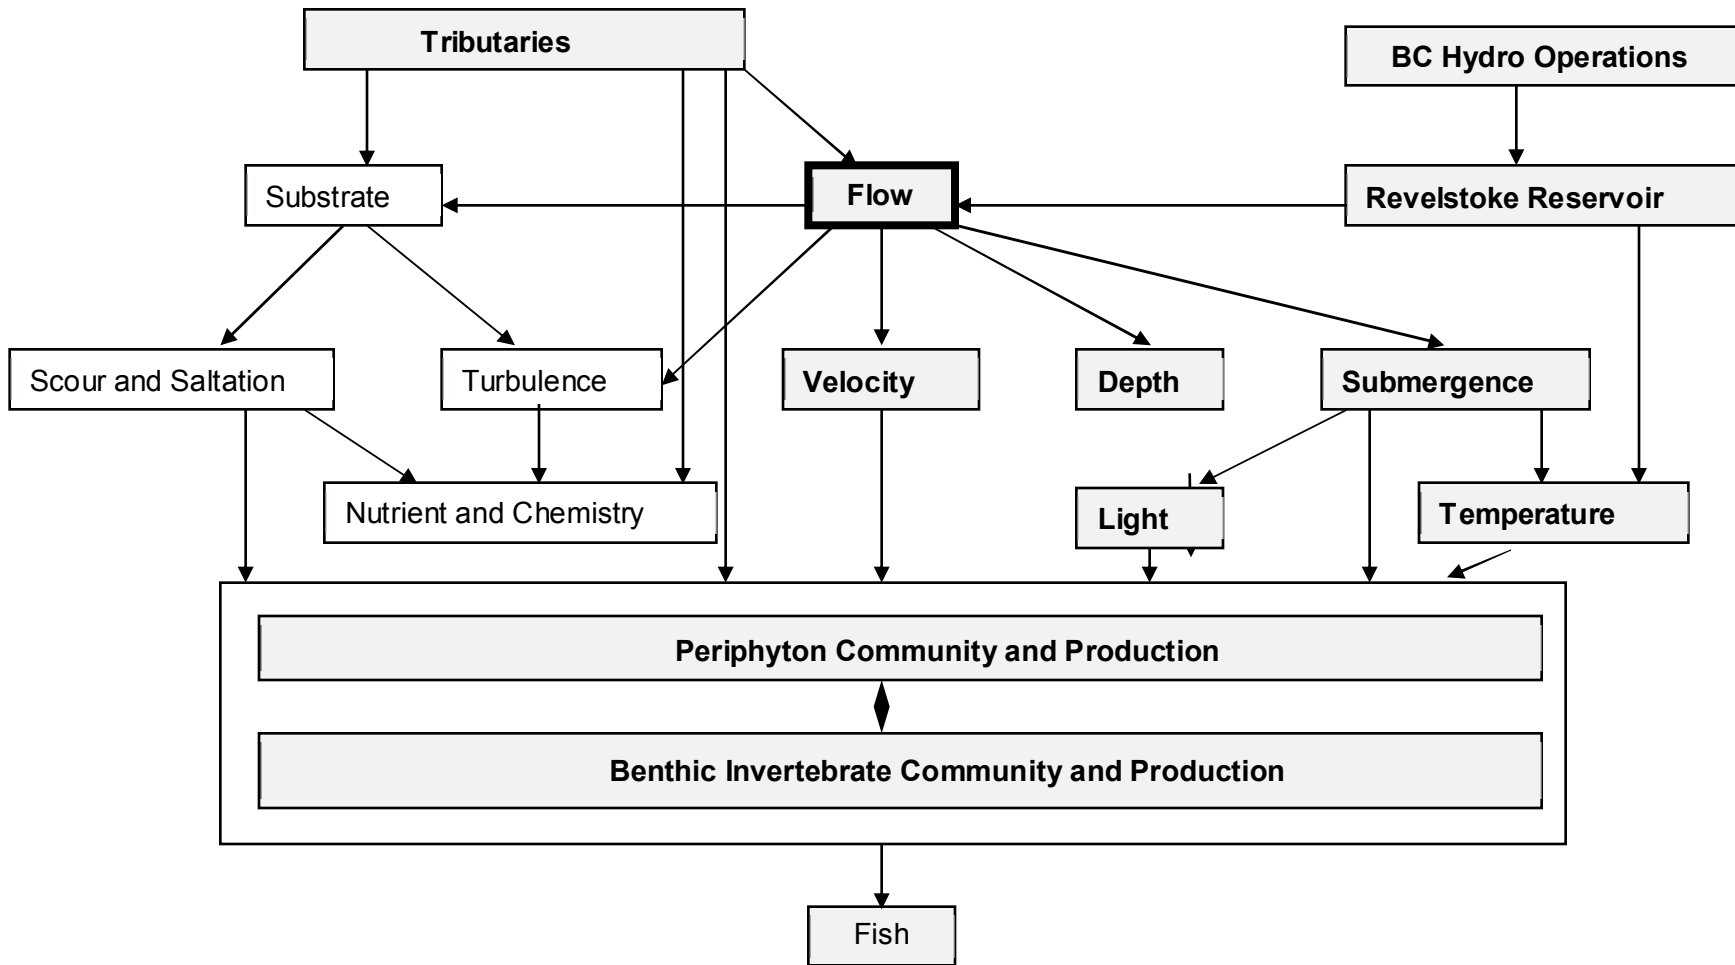 Tributaries
BC Hydro Operations
Substrate
Flow
Revelstoke Reservoir
Scour and Saltation
Turbulence
Velocity
Depth
Submergence
Nutrient and Chemistry
Light
Temperature
Periphyton Community and Production
Benthic Invertebrate Community and Production
Fish